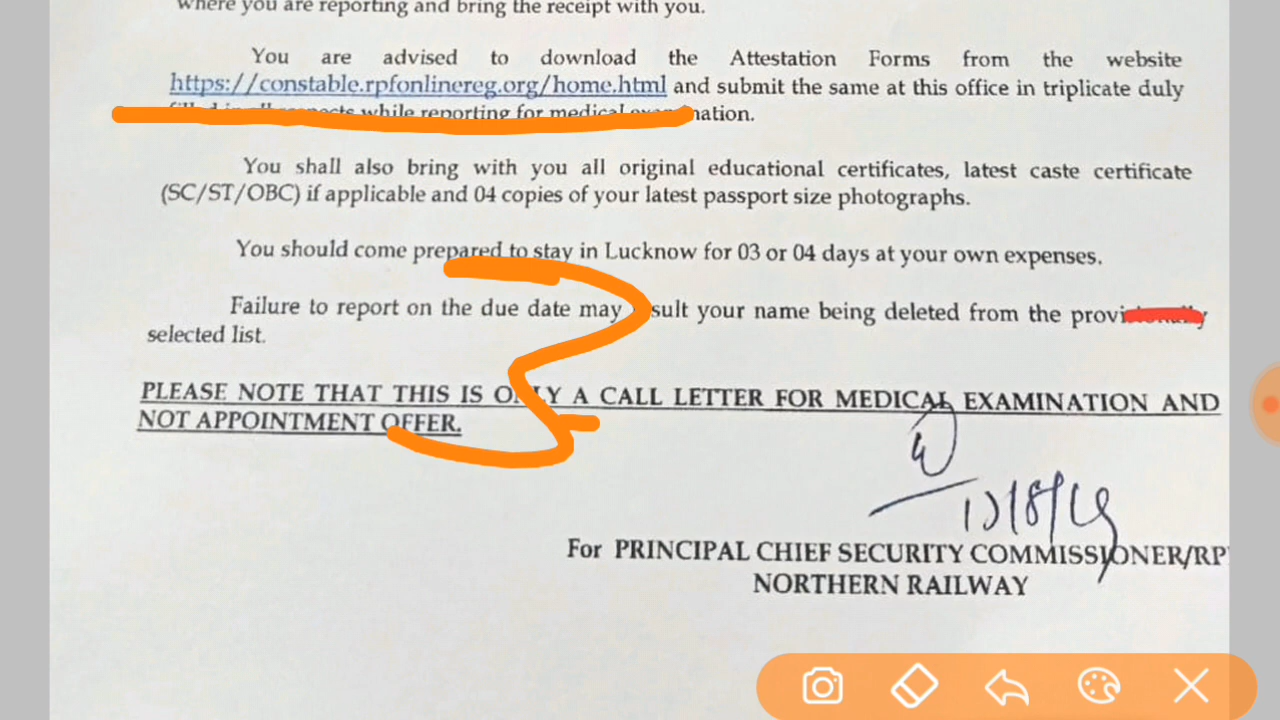 where you are reporting and bring the receipt with you.
You are advised to download the Attestation Forms from the website
https://constable.rpfonlinereg.org/home.html and submit the same at this office in triplicate duly
while reporting for medical
You shall also bring with you all original educational certificates, latest caste certificate
(SC/ST/OBC) if applicable and 04 copies of your latest passport size photographs.
You should come prepared to stay in Lucknow for 03 or 04 days at your own expenses.
Failure to report on the due date may your name being deleted from the
selected list.
PLEASE NOTE THAT THIS IS ONLY A CALL LETTER FOR MEDICAL EXAMINATION AND
NOT APPOINTMENT OFFER.
For PRINCIPAL CHIEF SECURITY COMMISSIONER/RP
NORTHERN RAILWAY